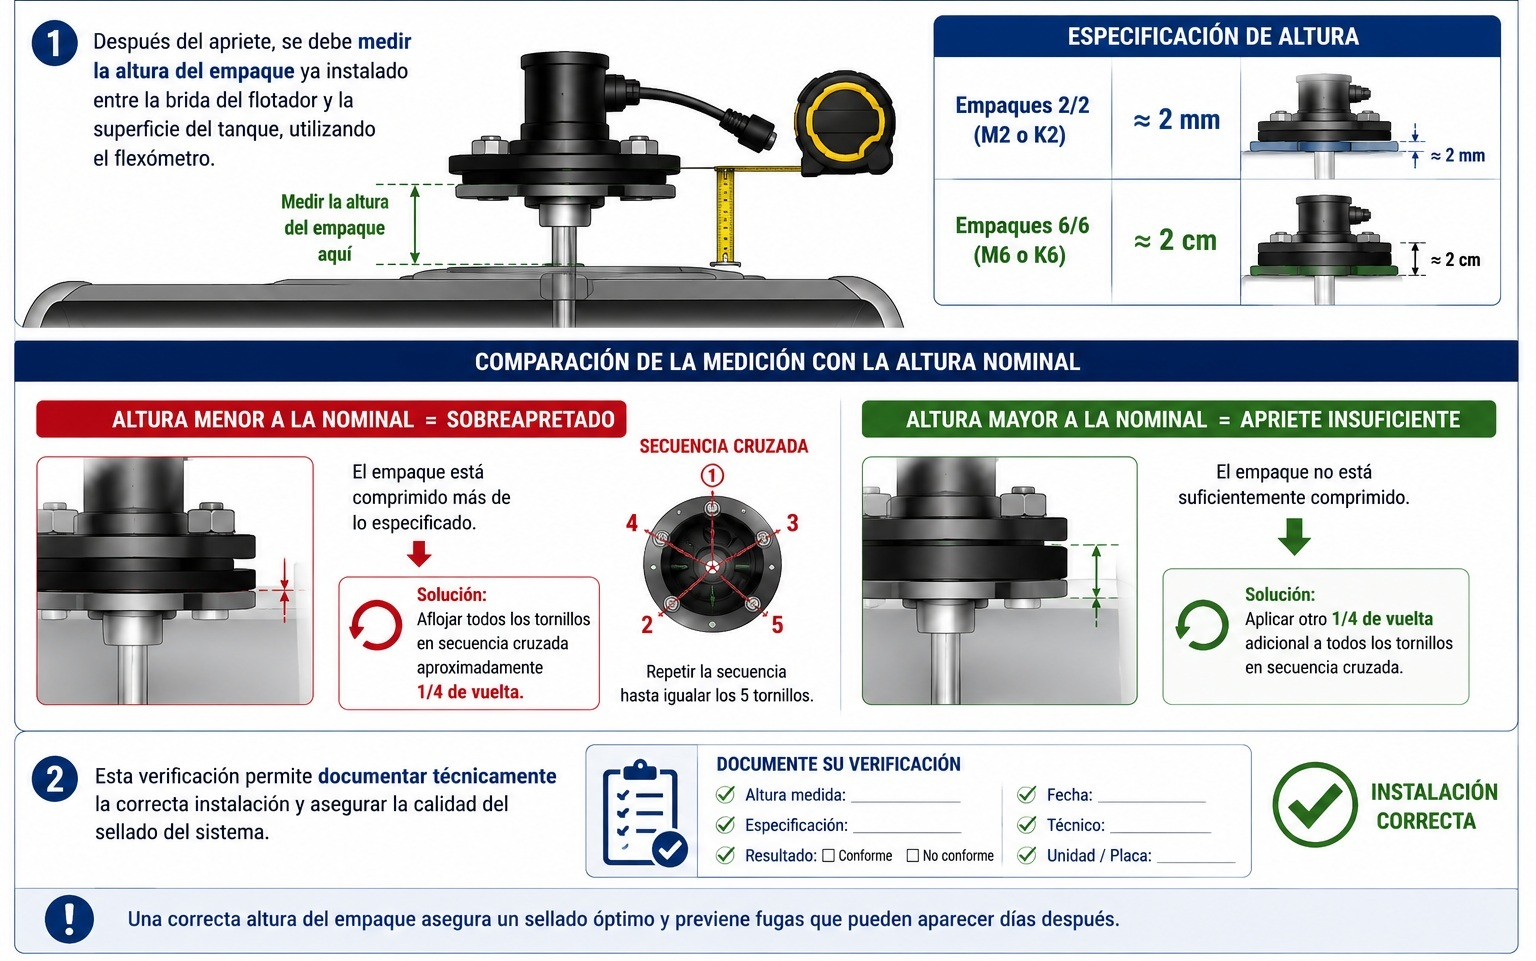 1
Después del apriete, se debe medir
la altura del empaque ya instalado
entre la brida del flotador y la
superficie del tanque, utilizando
el flexómetro.
Medir la altura
del empaque
aquí
ESPECIFICACIÓN DE ALTURA
Empaques 2/2
(M2 o K2)
≈ 2 mm
≈ 2 mm
Empaques 6/6
(M6 o K6)
≈ 2 cm
≈ 2 cm
COMPARACIÓN DE LA MEDICIÓN CON LA ALTURA NOMINAL
ALTURA MENOR A LA NOMINAL = SOBREAPRETADO
El empaque está
comprimido más de
lo especificado.
Solución:
Aflojar todos los tornillos
en secuencia cruzada
aproximadamente
1/4 de vuelta.
SECUENCIA CRUZADA
1
4
3
2
5
Repetir la secuencia
hasta igualar los 5 tornillos.
ALTURA MAYOR A LA NOMINAL = APRIETE INSUFICIENTE
El empaque no está
suficientemente comprimido.
Solución:
Aplicar otro 1/4 de vuelta
adicional a todos los tornillos
en secuencia cruzada.
2
Esta verificación permite documentar técnicamente
la correcta instalación y asegurar la calidad del
sellado del sistema.
DOCUMENTE SU VERIFICACIÓN
Altura medida: ____________
Especificación: ____________
Resultado: ☐ Conforme ☐ No conforme
Fecha: ____________
Técnico: ____________
Unidad / Placa: ____________
INSTALACIÓN
CORRECTA
!
Una correcta altura del empaque asegura un sellado óptimo y previene fugas que pueden aparecer días después.